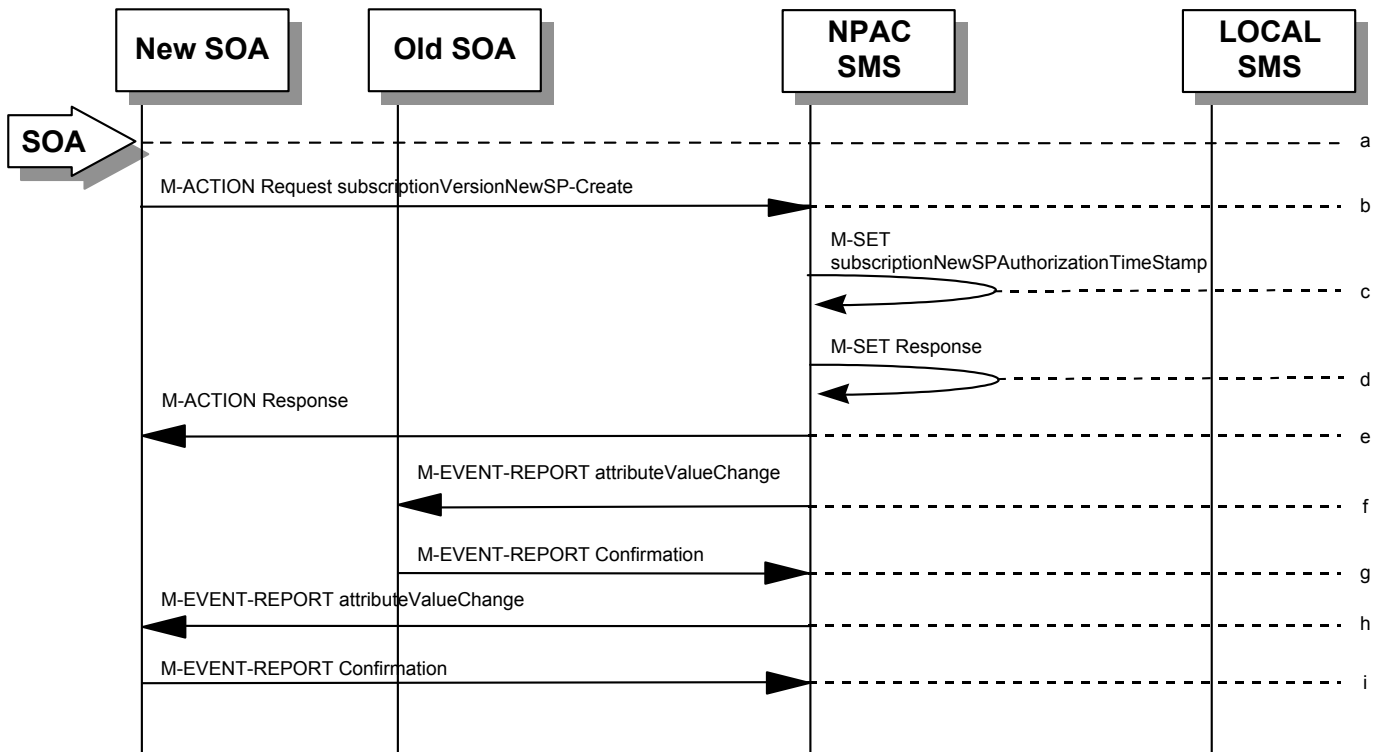 New SOA
Old SOA
NPAC
SMS
LOCAL
SMS
SOA
a
M-ACTION Request subscriptionVersionNewSP-Create
b
M-SET
subscriptionNewSPAuthorizationTimeStamp
c
M-SET Response
d
M-ACTION Response
e
M-EVENT-REPORT attributeValueChange
f
M-EVENT-REPORT Confirmation
g
M-EVENT-REPORT attributeValueChange
h
M-EVENT-REPORT Confirmation
i